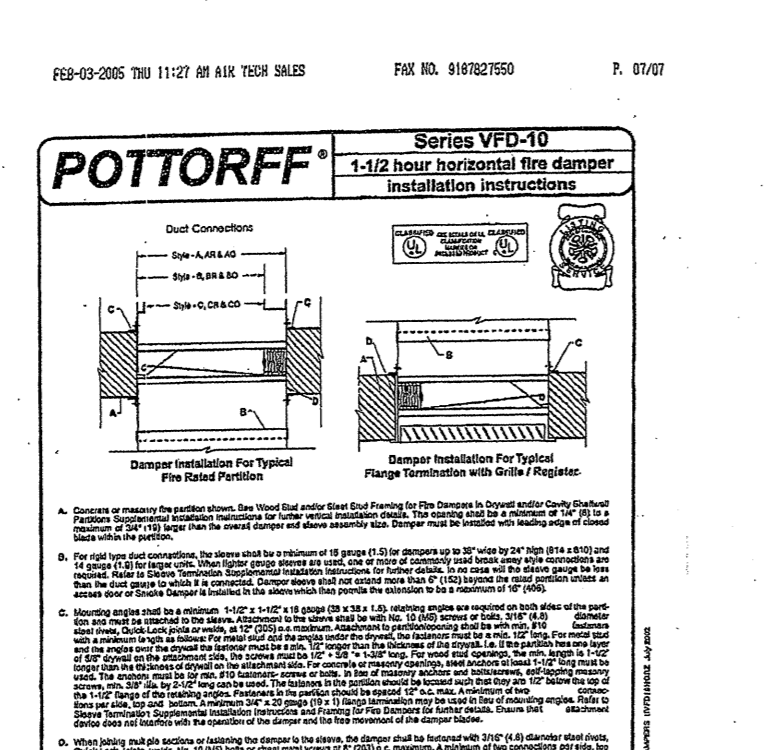 FEB-03-2005 THU 11:27 AM AIR TECH SALES
FAX NO. 9187827550
P. 07/07
POTTORFF®
Series VFD-10
1-1/2 hour horizontal fire damper
installation instructions
Duct Connections
CLASSIFIED
CLASSIFIED
UL
UL
LISTING
SERVICE
Style - A, AR & AO
Style - B, BR & BO
Style - C, CR & CO
C
C
C
D
A
B
D
A
B
C
D
Damper Installation For Typical
Fire Rated Partition
Damper Installation For Typical
Flange Termination with Grille / Register.
A. Concrete or masonry fire partition shown. See Wood Stud and/or Steel Stud Framing for Fire Dampers in Drywall and/or Cavity Shaftwall
Partitions Supplemental Installation Instructions for further vertical installation details. The opening shall be a minimum of 1/4" (6) to a
maximum of 3/4" (19) larger than the overall damper and sleeve assembly size. Damper must be installed with leading edge of closed
blade within the partition.
B. For rigid type duct connections, the sleeve shall be a minimum of 16 gauge (1.5) for dampers up to 36" wide by 24" high (914 x 610) and
14 gauge (1.9) for larger units. When lighter gauge sleeves are used, one or more of commonly used break away style connections are
required. Refer to Sleeve Termination Supplemental Installation Instructions for further details. In no case will the sleeve gauge be less
than the duct gauge to which it is connected. Damper sleeve shall not extend more than 6" (152) beyond the rated partition unless an
access door or Smoke Damper is installed in the sleeve which then permits the extension to be a maximum of 16" (406).
C. Mounting angles shall be a minimum 1-1/2" x 1-1/2" x 16 gauge (38 x 38 x 1.5). retaining angles are required on both sides of the parti-
tion and must be attached to the sleeve. Attachment to the sleeve shall be with No. 10 (M5) screws or bolts, 3/16" (4.8) diameter
steel rivets, Quick-Lock joints or welds, at 12" (305) o.c. maximum. Attachment to partition/opening shall be with min. #10 fasteners
with a minimum length as follows: For metal stud and the angles under the drywall, the fasteners must be a min. 1/2" long. For metal stud
and the angles over the drywall the fastener must be a min. 1/2" longer than the thickness of the drywall. i.e. if the partition has one layer
of 5/8" drywall on the attachment side, the screws must be 1/2" + 5/8" = 1-1/8" long. For wood stud openings, the min. length is 1-1/2"
longer than the thickness of drywall on the attachment side. For concrete or masonry openings, steel anchors at least 1-1/2" long must be
used. The anchors must be for min. #10 fasteners- screws or bolts. In lieu of masonry anchors and bolts/screws, self-tapping masonry
screws, min. 3/16" dia. by 2-1/2" long can be used. The fasteners in the partition should be located such that they are 1/2" below the top of
the 1-1/2" flange of the retaining angles. Fasteners in the partition should be spaced 12" o.c. max. A minimum of two connec-
tions per side, top and bottom. A minimum 3/4" x 20 gauge (19 x 1) flange termination may be used in lieu of mounting angles. Refer to
Sleeve Termination Supplemental Installation Instructions and Framing for Fire Dampers for further details. Ensure that attachment
device does not interfere with the operation of the damper and the free movement of the damper blades.
D. When joining multiple sections or fastening the damper to the sleeve, the damper shall be fastened with 3/16" (4.8) diameter steel rivets,